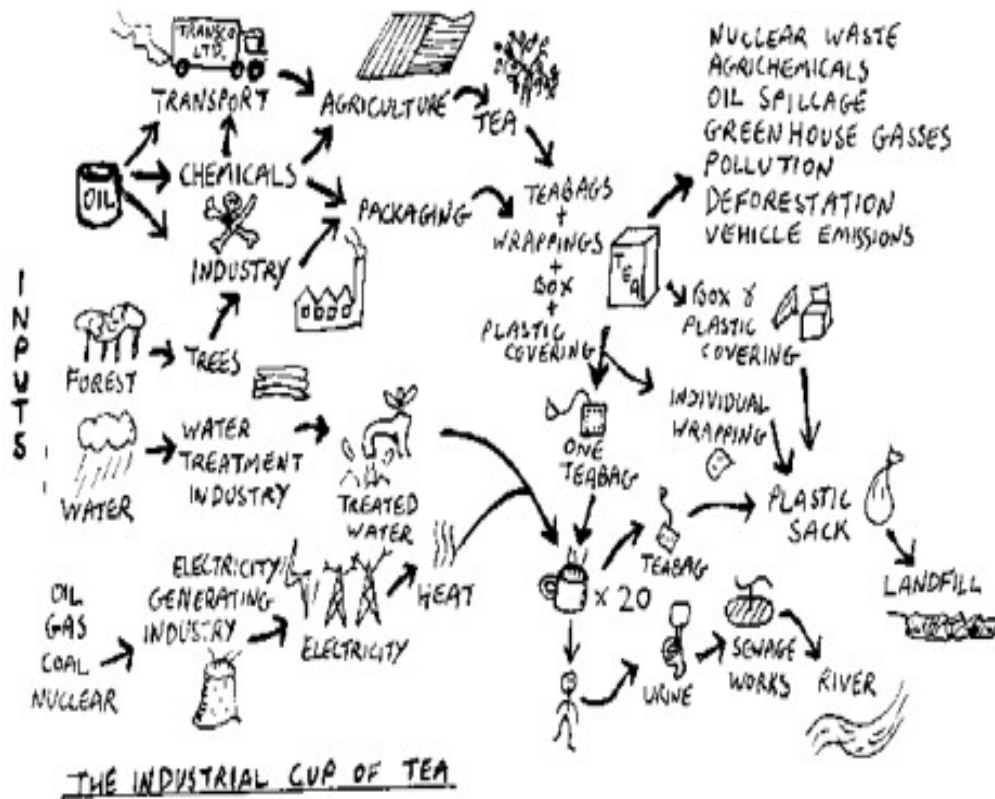 TRANSCO
LTD.
TRANSPORT
AGRICULTURE
TEA
NUCLEAR WASTE
AGRICHEMICALS
OIL SPILLAGE
GREENHOUSE GASSES
POLLUTION
DEFORESTATION
VEHICLE EMISSIONS
OIL
CHEMICALS
INDUSTRY
PACKAGING
TEABAGS
+
WRAPPINGS
+
BOX
+
PLASTIC
COVERING
TEA
BOX &
PLASTIC
COVERING
INPUTS
FOREST
TREES
WATER
WATER
TREATMENT
INDUSTRY
TREATED
WATER
ONE
TEABAG
INDIVIDUAL
WRAPPING
PLASTIC
SACK
LANDFILL
OIL
GAS
COAL
NUCLEAR
ELECTRICITY
GENERATING
INDUSTRY
ELECTRICITY
HEAT
x 20
TEABAG
URINE
SEWAGE
WORKS
RIVER
THE INDUSTRIAL CUP OF TEA